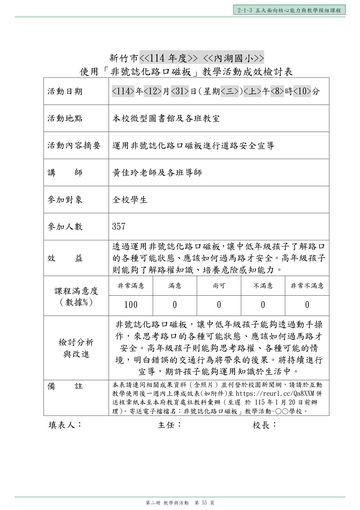 2-1-3 五大面向核心能力與教學模組課程
新竹市<<114 年度>> <<內湖國小>>
使用「非號誌化路口磁板」教學活動成效檢討表
活動日期 <114>年<12>月<31>日(星期<三>)<上>午<8>時<10>分
活動地點 本校微型圖書館及各班教室
活動內容摘要 運用非號誌化路口磁板進行道路安全宣導
講 師 黃佳玲老師及各班導師
參加對象 全校學生
參加人數 357
效 益 透過運用非號誌化路口磁板，讓中低年級孩子了解路口
的各種可能狀態、應該如何過馬路才安全。高年級孩子
則能夠了解路權知識、培養危險感知能力。
課程滿意度
（數據%）
非常滿意 滿意 尚可 不滿意 非常不滿意
100 0 0 0 0
檢討分析
與改進
非號誌化路口磁板，讓中低年級孩子能夠透過動手操
作，來思考路口的各種可能狀態、應該如何過馬路才
安全。高年級孩子則能夠思考路權、各種可能的情
境，明白錯誤的交通行為將帶來的後果。將持續進行
宣導，期許孩子能夠運用知識於生活中。
備 註 本表請連同相關成果資料（含照片）並刊登於校園新聞網，請請於互動
教學使用後一週內上傳成效表(如附件)至 https://reurl.cc/Qa8XXM 併
送核章紙本至本府教育處社教科彙辦（至遲 於 115 年 1 月 20 日前辦
理）。寄送電子檔檔名：非號誌化路口磁板」教學活動-○○學校。
填表人： 主任： 校長：
第二冊 教學與活動 第 55 頁